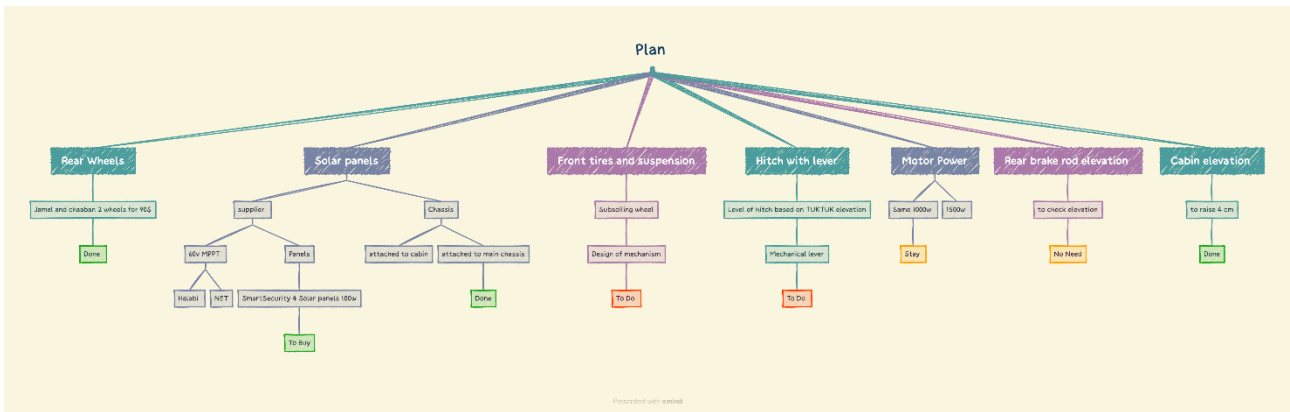 Plan
Rear Wheels
Solar panels
Front tires and suspension
Hitch with lever
Motor Power
Rear brake rod elevation
Cabin elevation
Jamal and chaaban 2 wheels for 90$
supplier
Chassis
Subsoiling wheel
Level of hitch based on TUKTUK elevation
Same 1000w
1500w
to check elevation
to raise 4 cm
Done
60v MPPT
Panels
attached to cabin
attached to main chassis
Design of mechanism
Mechanical lever
Stay
No Need
Done
Halabi
NET
SmartSecurity 4 Solar panels 100w
Done
To Do
To Do
To Buy
Presented with xmind